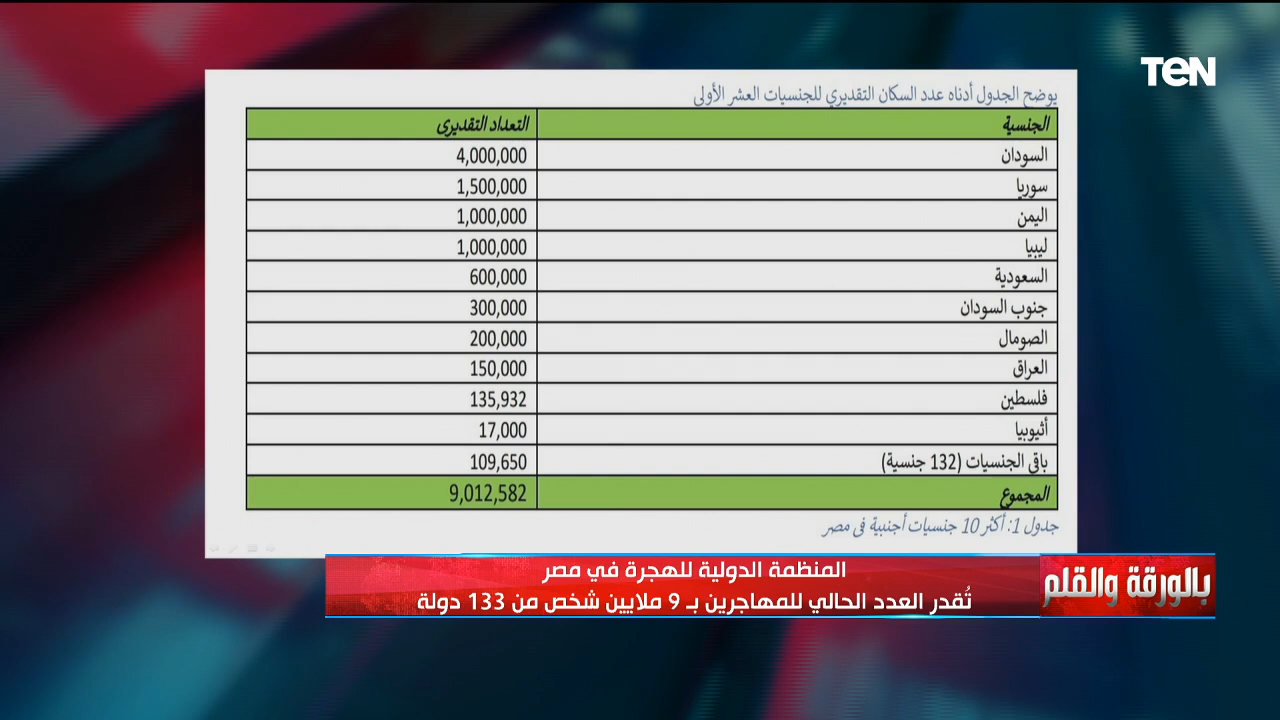 TEN
يوضح الجدول أدناه عدد السكان التقديري للجنسيات العشر الأولى
الجنسية التعداد التقديرى
السودان 4,000,000
سوريا 1,500,000
اليمن 1,000,000
ليبيا 1,000,000
السعودية 600,000
جنوب السودان 300,000
الصومال 200,000
العراق 150,000
فلسطين 135,932
أثيوبيا 17,000
باقى الجنسيات (132 جنسية) 109,650
المجموع 9,012,582
جدول 1: أكثر 10 جنسيات أجنبية فى مصر
بالورقة والقلم
المنظمة الدولية للهجرة في مصر
تُقدر العدد الحالي للمهاجرين بـ 9 ملايين شخص من 133 دولة